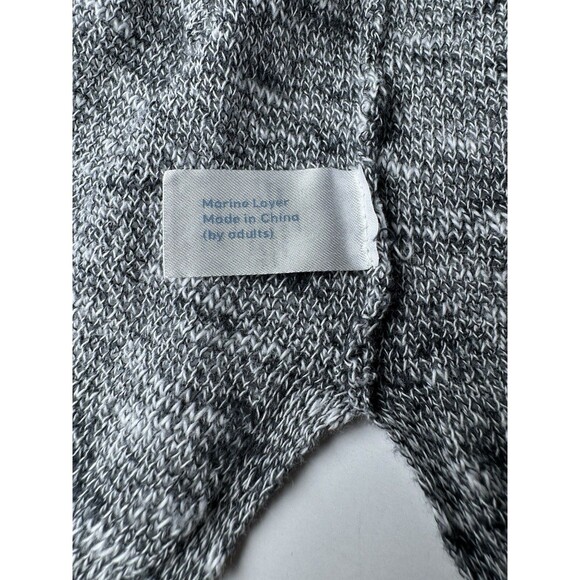 Marine Layer
Made in China
(by adults)